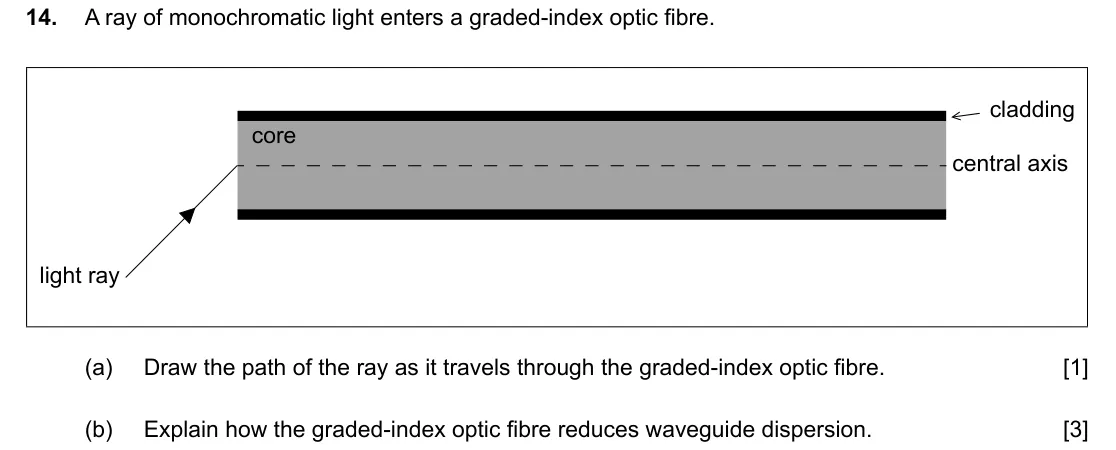 14. A ray of monochromatic light enters a graded-index optic fibre.
cladding
core
central axis
light ray
(a) Draw the path of the ray as it travels through the graded-index optic fibre. [1]
(b) Explain how the graded-index optic fibre reduces waveguide dispersion. [3]